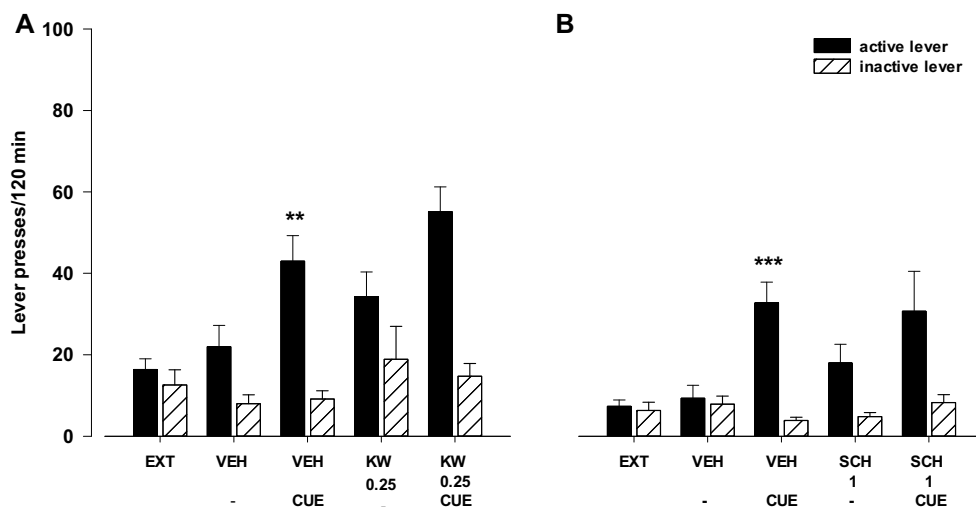 A
B
active lever
inactive lever
Lever presses/120 min
100
80
60
40
20
0
EXT VEH VEH KW KW
0.25 0.25
- CUE - CUE
EXT VEH VEH SCH SCH
1 1
- CUE - CUE
**
***